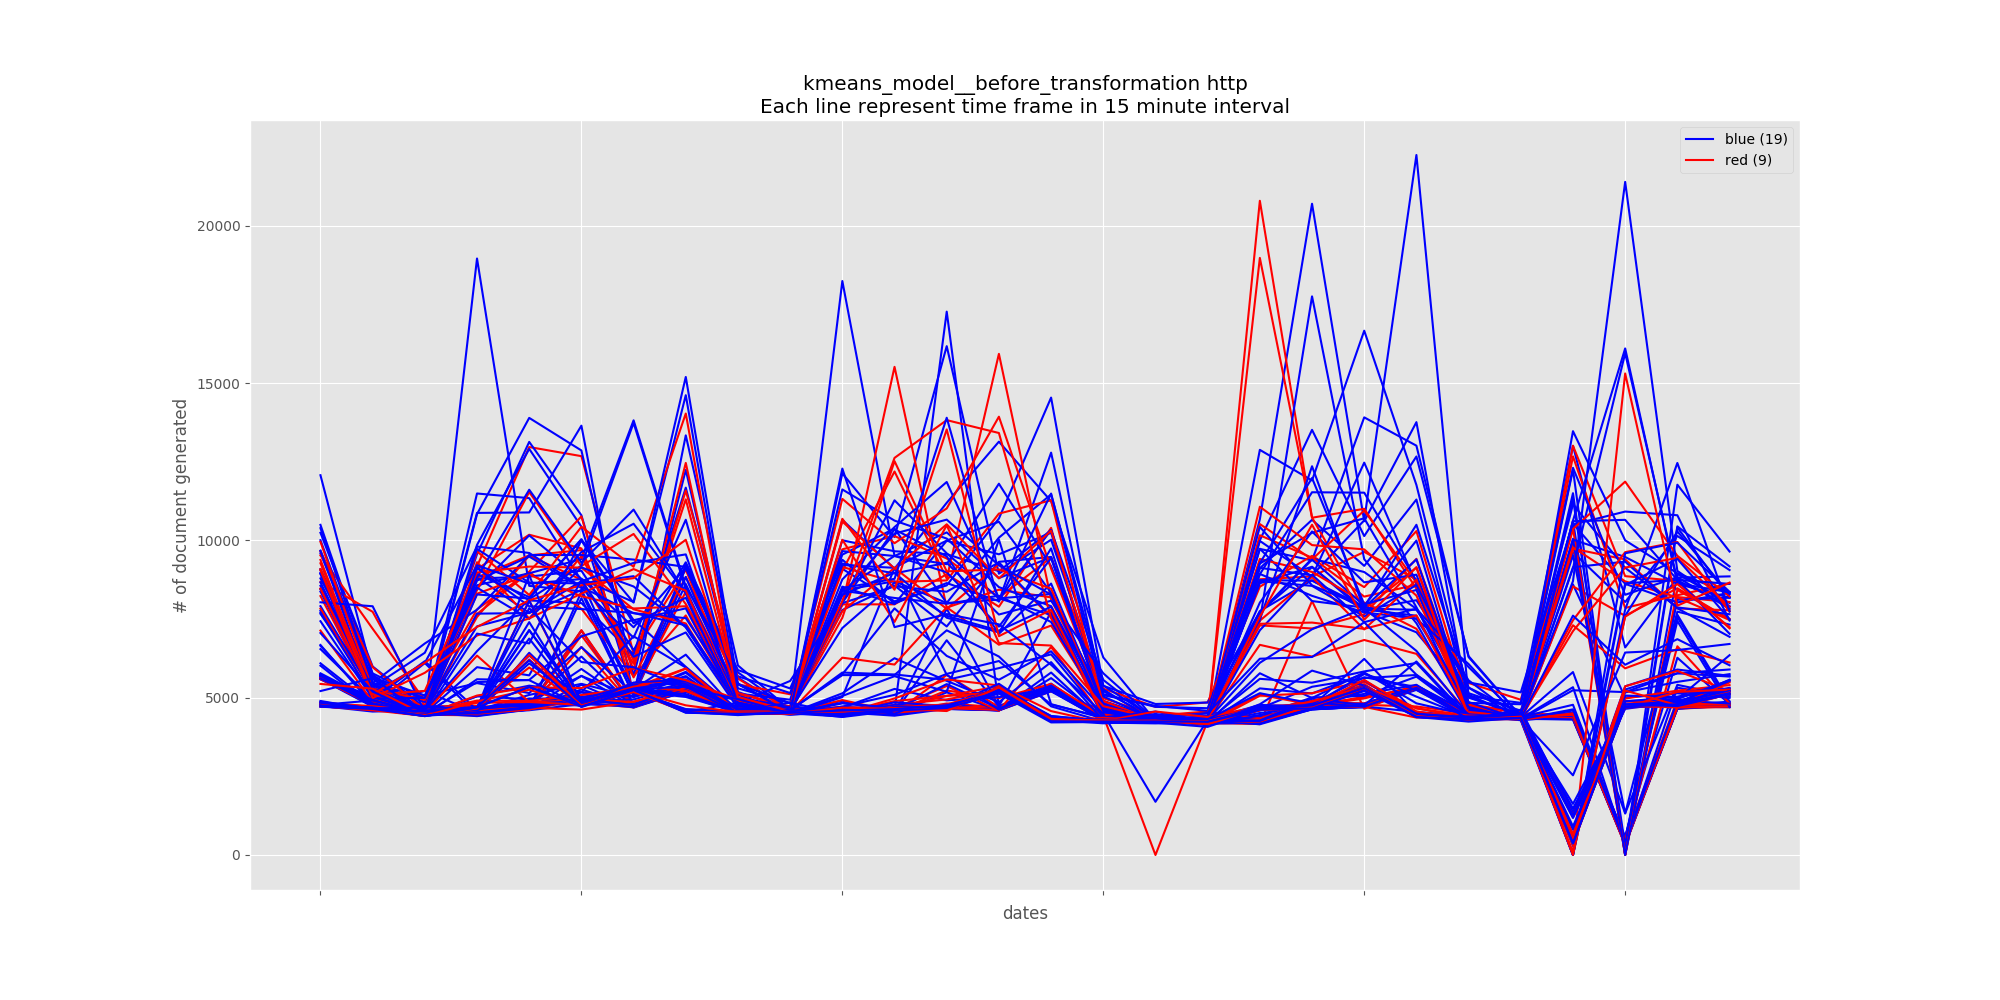 kmeans_model__before_transformation http
Each line represent time frame in 15 minute interval
blue (19)
red (9)
# of document generated
20000
15000
10000
5000
0
dates